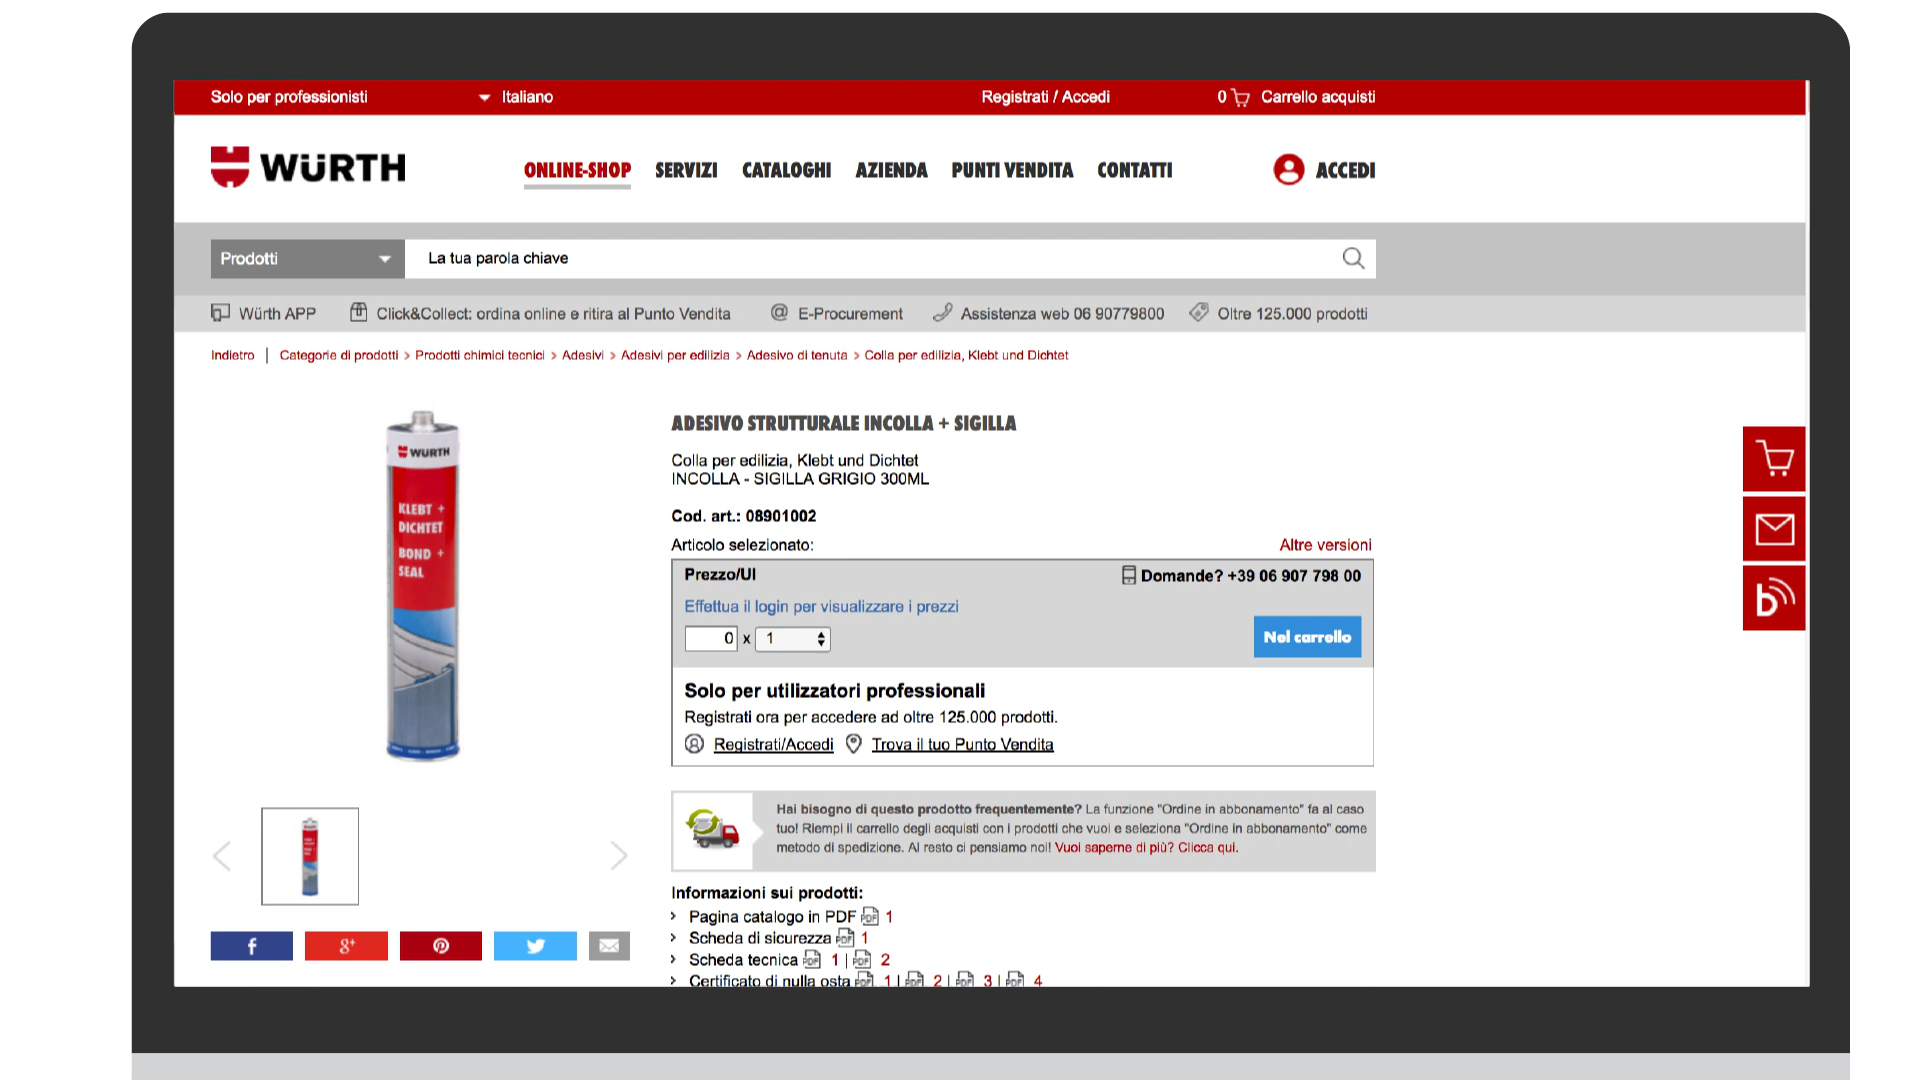 Solo per professionisti
Italiano
Registrati / Accedi
0
Carrello acquisti
WÜRTH
ONLINE-SHOP
SERVIZI
CATALOGHI
AZIENDA
PUNTI VENDITA
CONTATTI
ACCEDI
Prodotti
La tua parola chiave
Würth APP
Click&Collect: ordina online e ritira al Punto Vendita
E-Procurement
Assistenza web 06 90779800
Oltre 125.000 prodotti
Indietro | Categorie di prodotti > Prodotti chimici tecnici > Adesivi > Adesivi per edilizia > Adesivo di tenuta > Colla per edilizia, Klebt und Dichtet
WURTH
KLEBT +
DICHTET
BOND +
SEAL
ADESIVO STRUTTURALE INCOLLA + SIGILLA
Colla per edilizia, Klebt und Dichtet
INCOLLA - SIGILLA GRIGIO 300ML
Cod. art.: 08901002
Articolo selezionato:
Altre versioni
Prezzo/UI
Domande? +39 06 907 798 00
Effettua il login per visualizzare i prezzi
0 x 1
Nel carrello
Solo per utilizzatori professionali
Registrati ora per accedere ad oltre 125.000 prodotti.
Registrati/Accedi
Trova il tuo Punto Vendita
Hai bisogno di questo prodotto frequentemente? La funzione "Ordine in abbonamento" fa al caso
tuo! Riempi il carrello degli acquisti con i prodotti che vuoi e seleziona "Ordine in abbonamento" come
metodo di spedizione. Al resto ci pensiamo noi! Vuoi saperne di più? Clicca qui.
Informazioni sui prodotti:
> Pagina catalogo in PDF PDF 1
> Scheda di sicurezza PDF 1
> Scheda tecnica PDF 1 | PDF 2
> Certificato di nulla osta PDF 1 | PDF 2 | PDF 3 | PDF 4